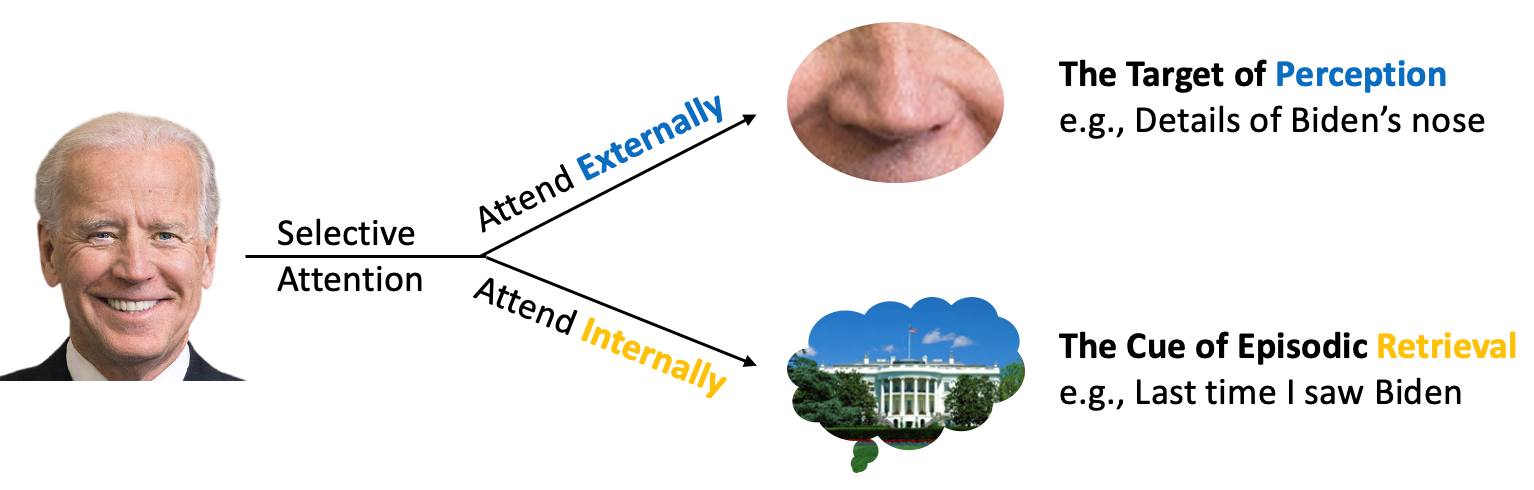 Selective
Attention
Attend Externally
The Target of Perception
e.g., Details of Biden’s nose
Attend Internally
The Cue of Episodic Retrieval
e.g., Last time I saw Biden